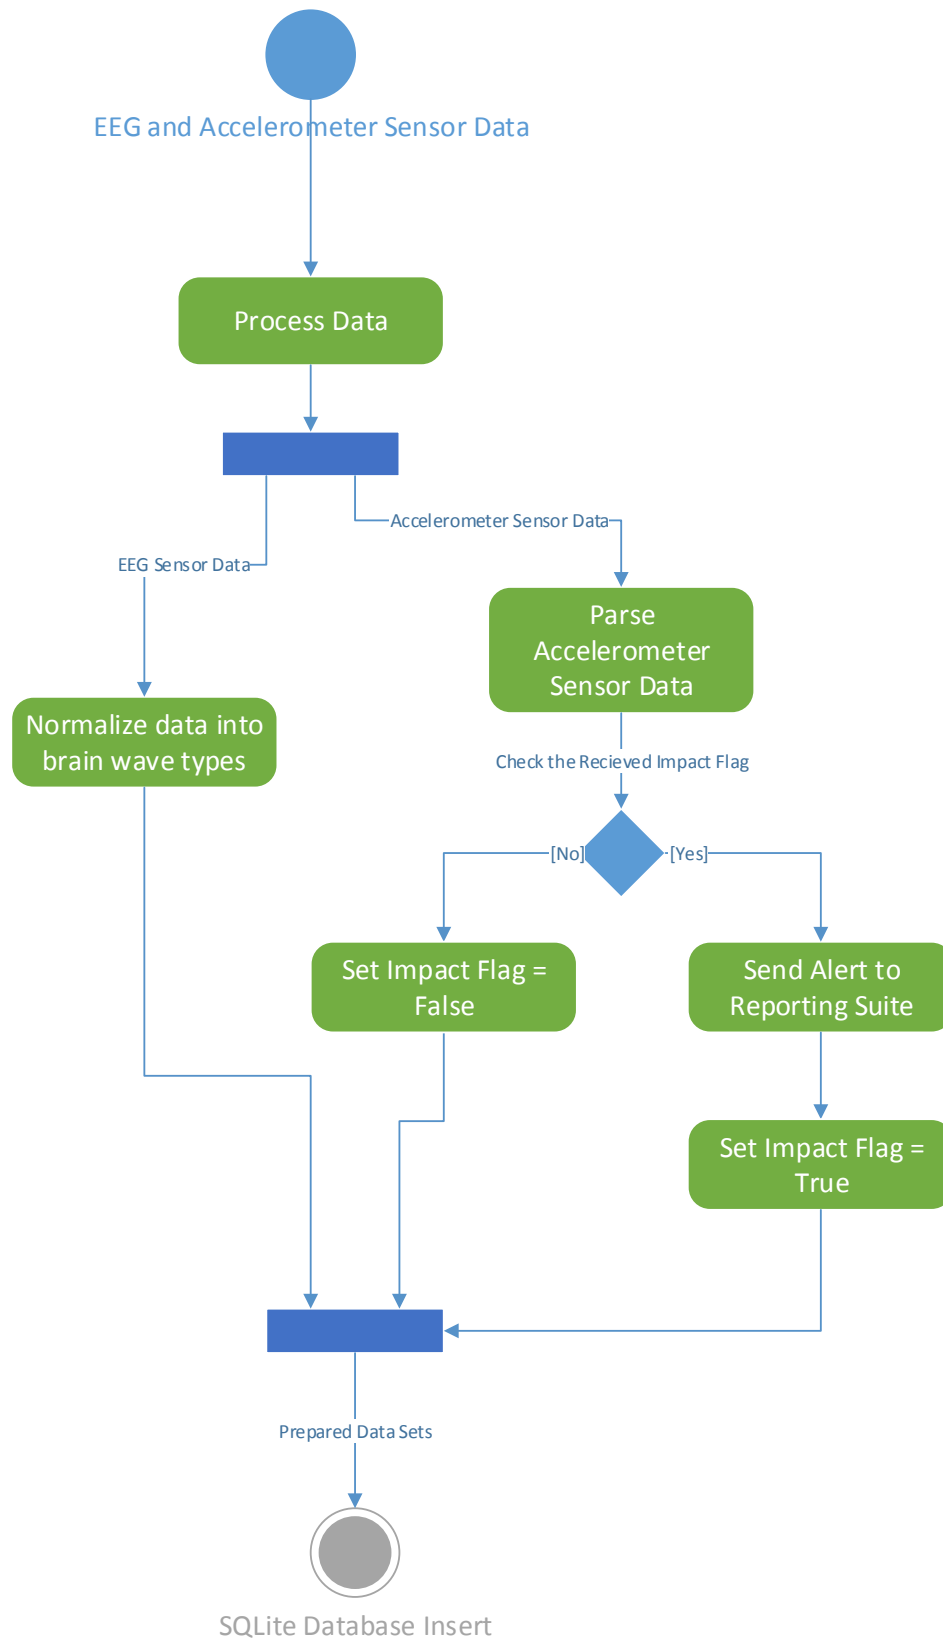 EEG and Accelerometer Sensor Data
Process Data
Accelerometer Sensor Data
EEG Sensor Data
Parse
Accelerometer
Sensor Data
Normalize data into
brain wave types
Check the Recieved Impact Flag
[No]
[Yes]
Set Impact Flag =
False
Send Alert to
Reporting Suite
Set Impact Flag =
True
Prepared Data Sets
SQLite Database Insert